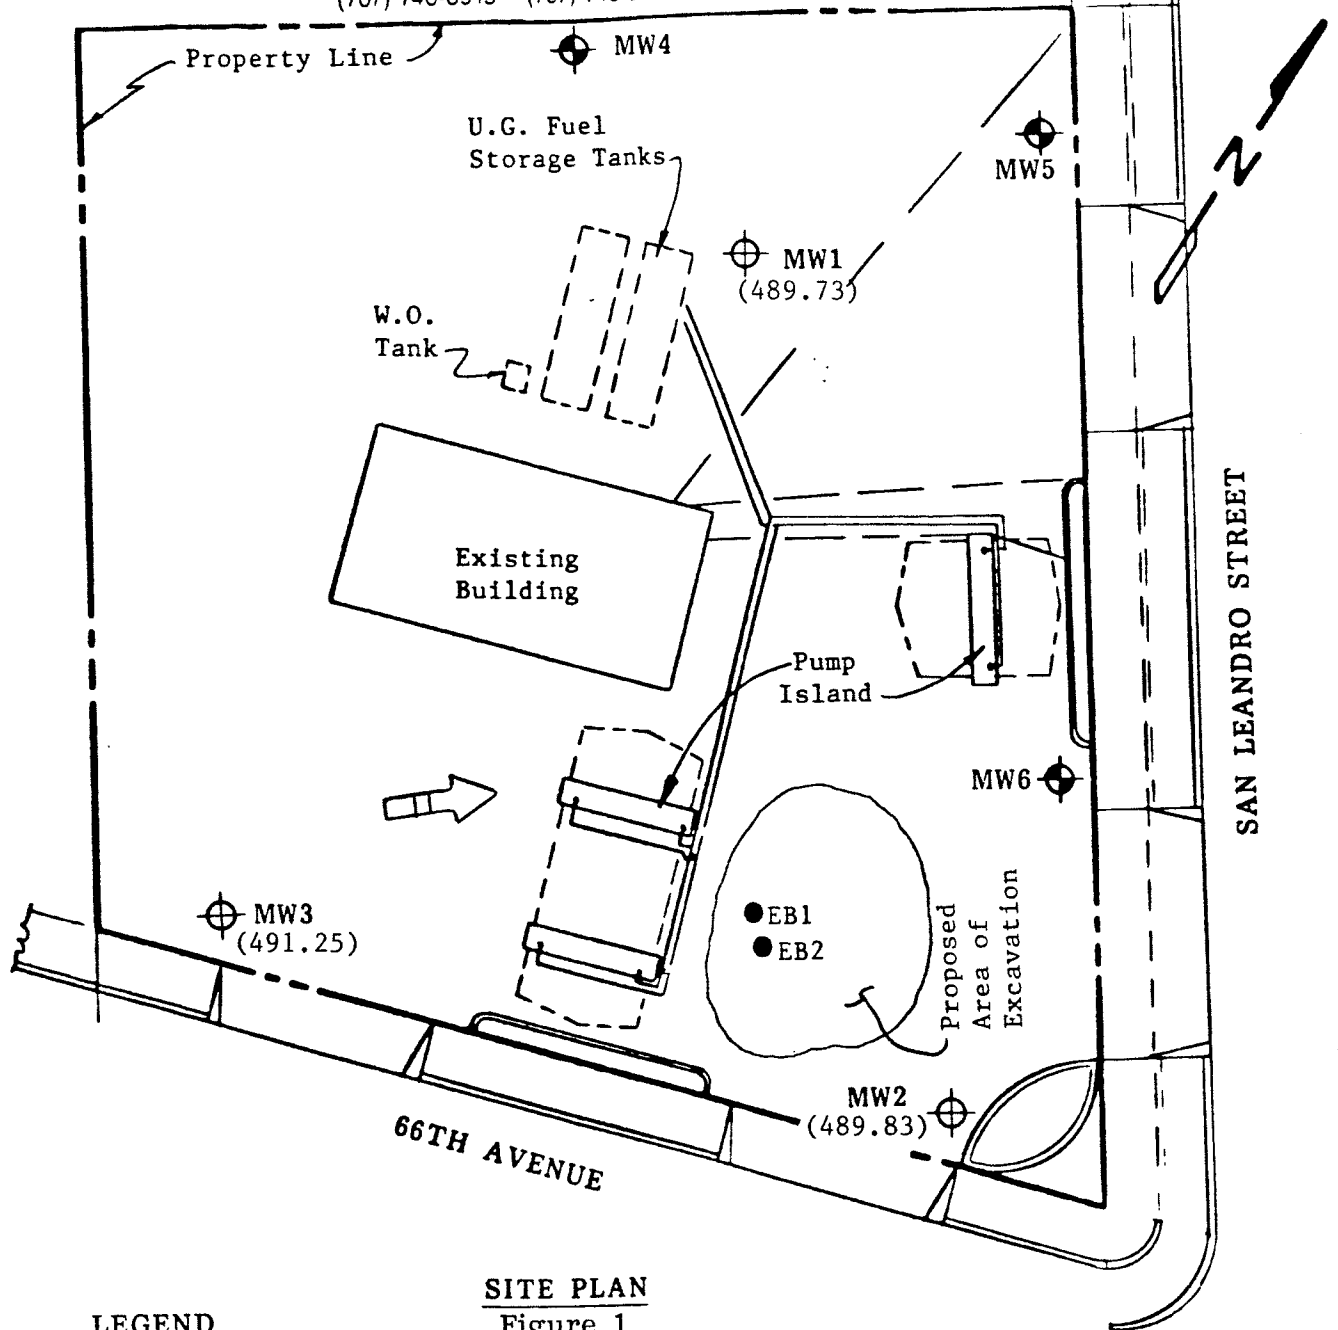 Property Line
MW4
U.G. Fuel
Storage Tanks
MW5
N
MW1
(489.73)
W.O.
Tank
Existing
Building
SAN LEANDRO STREET
Pump
Island
MW6
EB1
EB2
Proposed
Area of
Excavation
MW3
(491.25)
MW2
(489.83)
66TH AVENUE
SITE PLAN
Figure 1
LEGEND